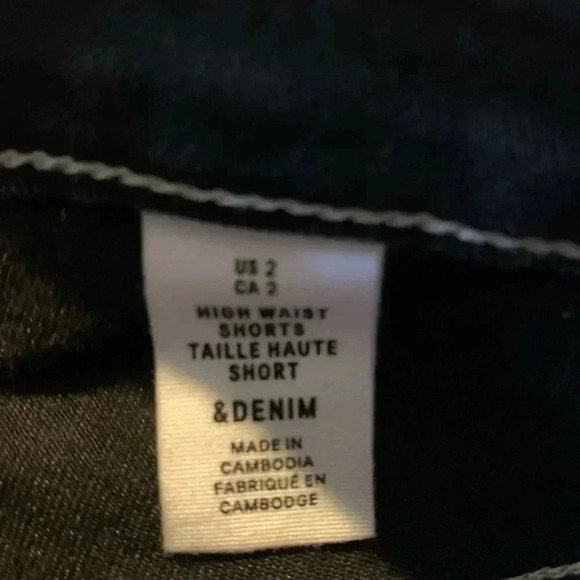 US 2
CA 2
HIGH WAIST
SHORTS
TAILLE HAUTE
SHORT
&DENIM
MADE IN
CAMBODIA
FABRIQUÉ EN
CAMBODGE